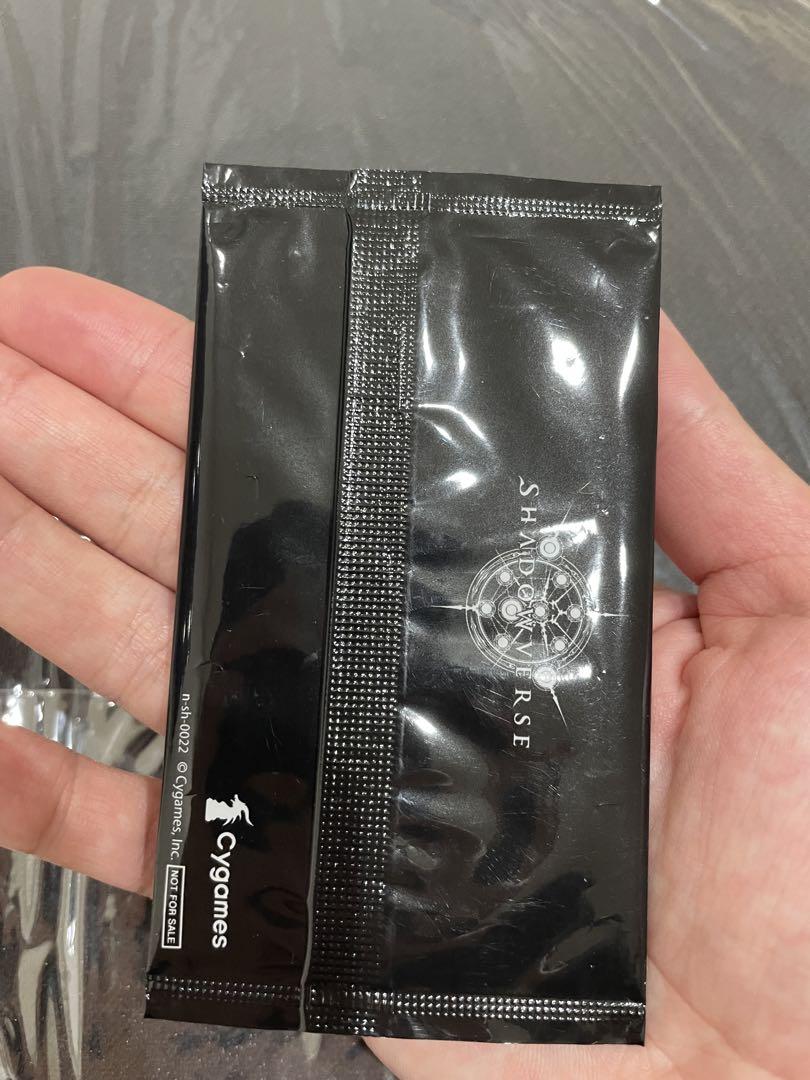 SHADOWVERSE
Cygames
n-sh-0022 © Cygames, Inc. NOT FOR SALE